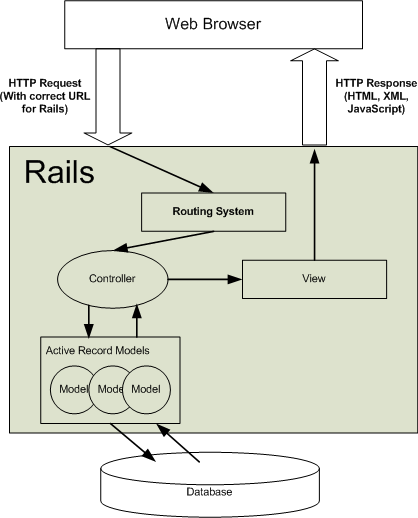 Web Browser
HTTP Request
(With correct URL
for Rails)
HTTP Response
(HTML, XML,
JavaScript)
Rails
Routing System
Controller
View
Active Record Models
Model Mode Model
Database